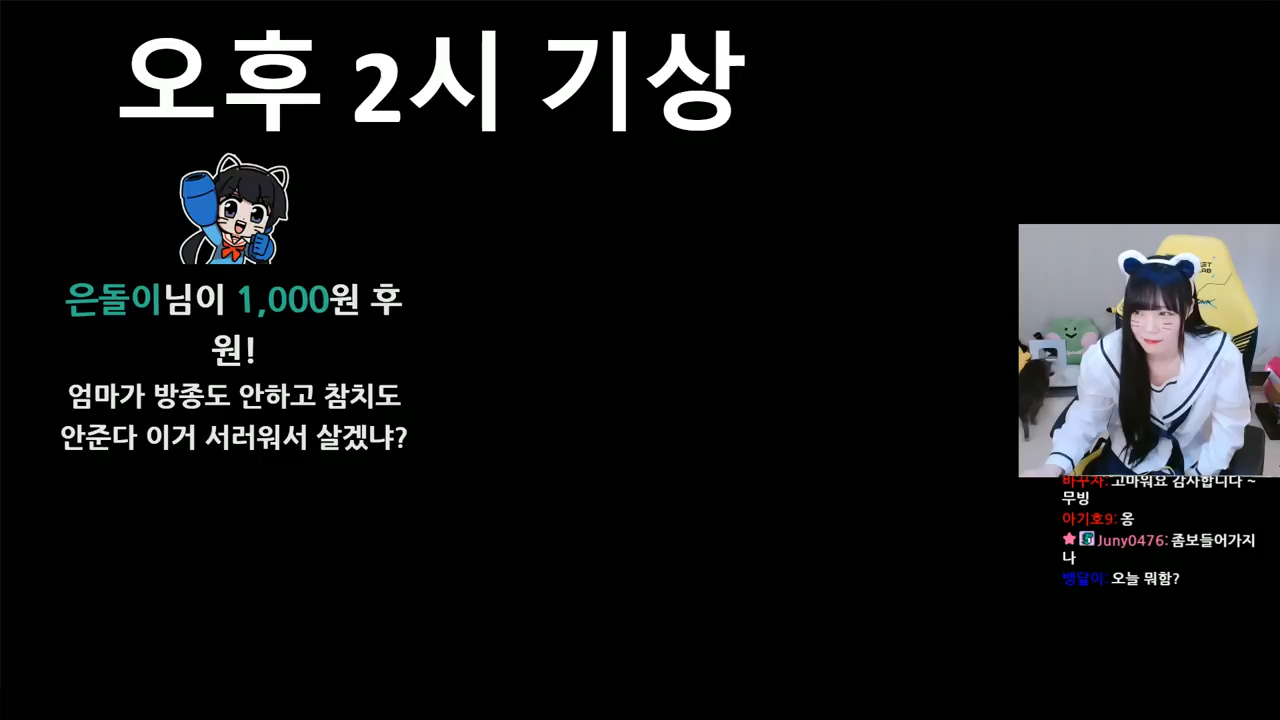 오후 2시 기상
은돌이님이 1,000원 후
원!
엄마가 방종도 안하고 참치도
안준다 이거 서러워서 살겠냐?
바꾸자: 고마워요 감사합니다 ~
무빙
아기호9: 옹
Juny0476: 좀보들어가지
나
뱅달이: 오늘 뭐함?